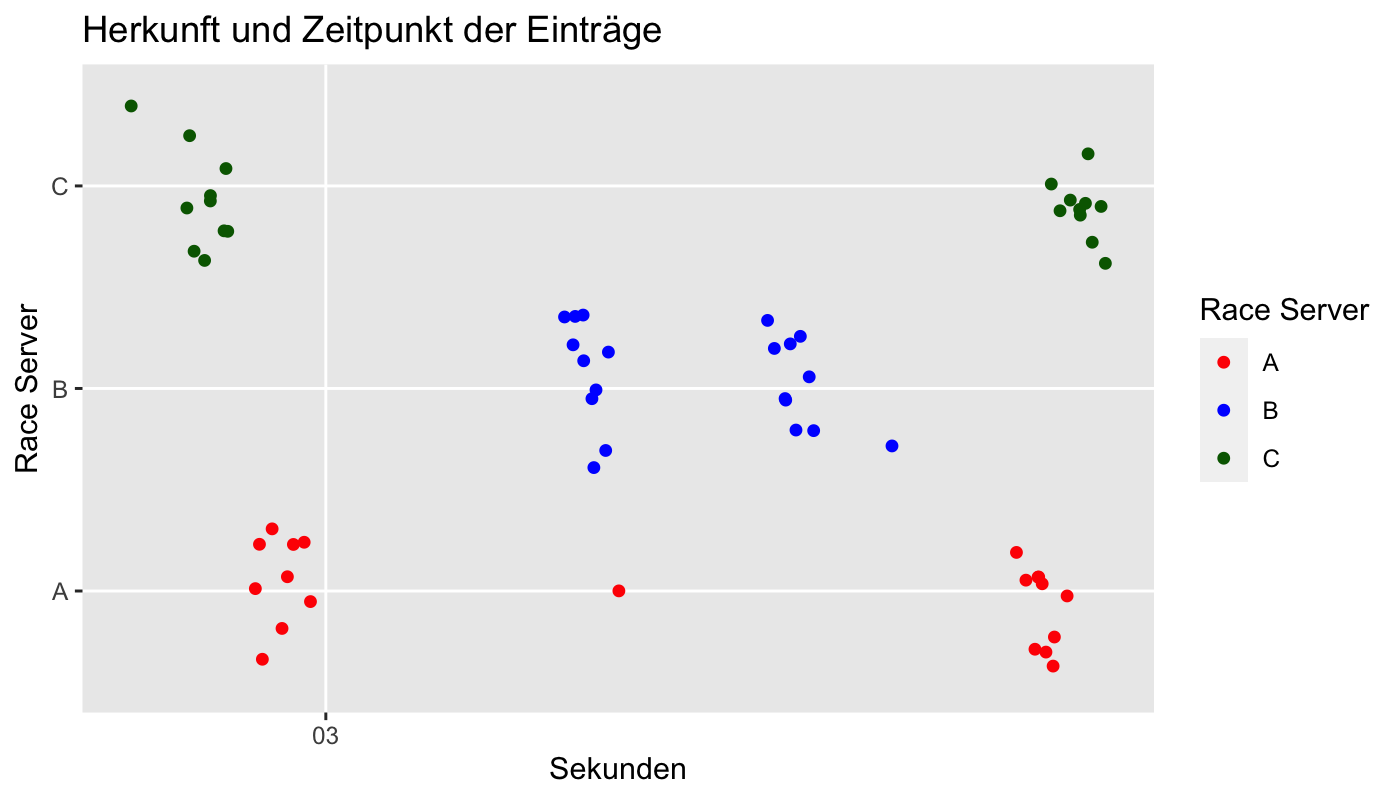 Herkunft und Zeitpunkt der Einträge
Race Server
C
B
A
03
Sekunden
Race Server
A
B
C